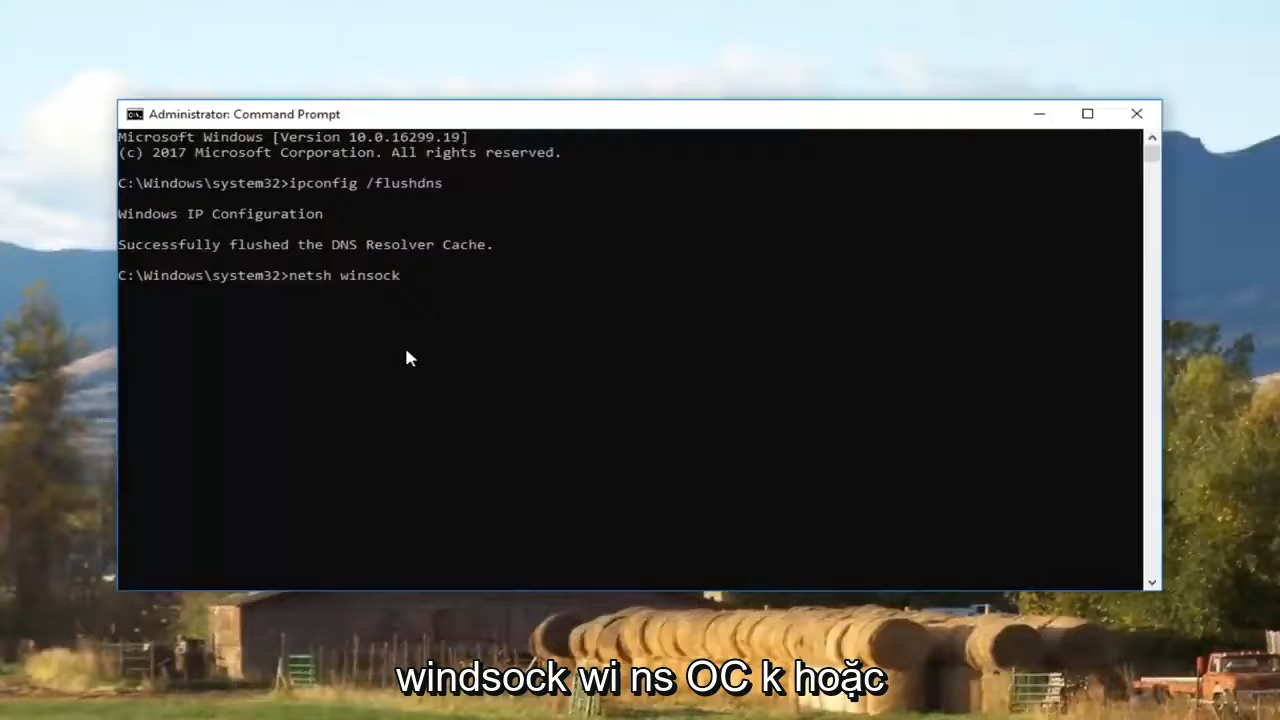 Administrator: Command Prompt
Microsoft Windows [Version 10.0.16299.19]
(c) 2017 Microsoft Corporation. All rights reserved.
C:\Windows\system32>ipconfig /flushdns
Windows IP Configuration
Successfully flushed the DNS Resolver Cache.
C:\Windows\system32>netsh winsock
windsock wi ns OC k hoặc